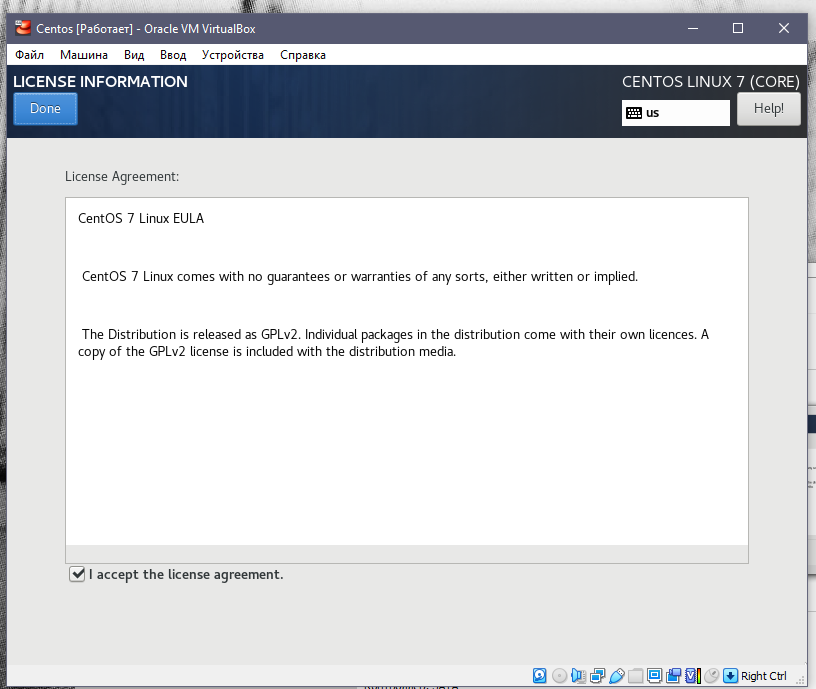 Centos [Работает] - Oracle VM VirtualBox
Файл Машина Вид Ввод Устройства Справка
LICENSE INFORMATION
CENTOS LINUX 7 (CORE)
Done
us
Help!
License Agreement:
CentOS 7 Linux EULA
CentOS 7 Linux comes with no guarantees or warranties of any sorts, either written or implied.
The Distribution is released as GPLv2. Individual packages in the distribution come with their own licences. A
copy of the GPLv2 license is included with the distribution media.
I accept the license agreement.
Right Ctrl